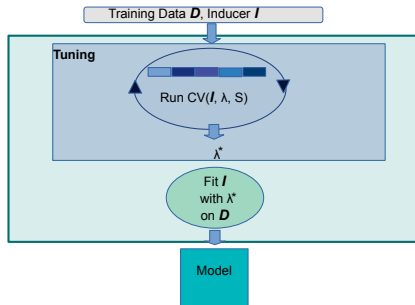 Training Data D, Inducer I
Tuning
Run CV(I, λ, S)
λ*
Fit I
with λ*
on D
Model